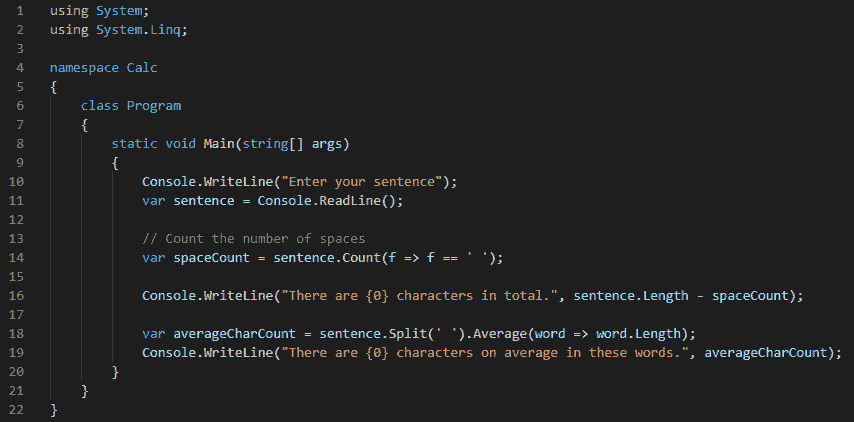 1 using System;
2 using System.Linq;
3
4 namespace Calc
5 {
6     class Program
7     {
8         static void Main(string[] args)
9         {
10             Console.WriteLine("Enter your sentence");
11             var sentence = Console.ReadLine();
12
13             // Count the number of spaces
14             var spaceCount = sentence.Count(f => f == ' ');
15
16             Console.WriteLine("There are {0} characters in total.", sentence.Length - spaceCount);
17
18             var averageCharCount = sentence.Split(' ').Average(word => word.Length);
19             Console.WriteLine("There are {0} characters on average in these words.", averageCharCount);
20         }
21     }
22 }